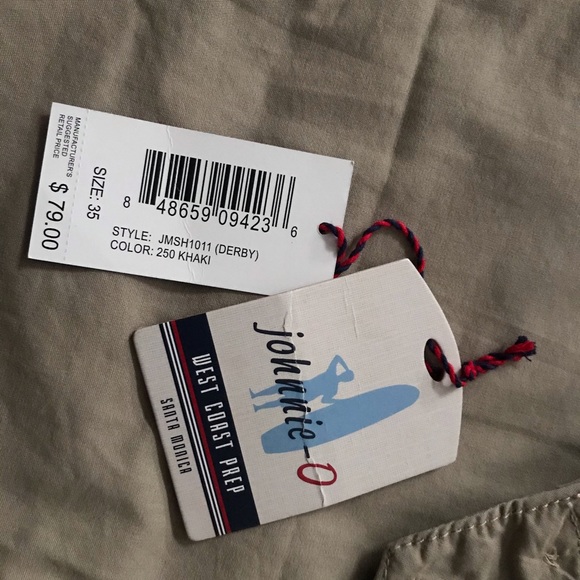 MANUFACTURER'S
SUGGESTED
RETAIL PRICE:
$ 79.00
SIZE: 35
8 48659 09423 6
STYLE: JMSH1011 (DERBY)
COLOR: 250 KHAKI
johnnie-O
WEST COAST PREP
SANTA MONICA